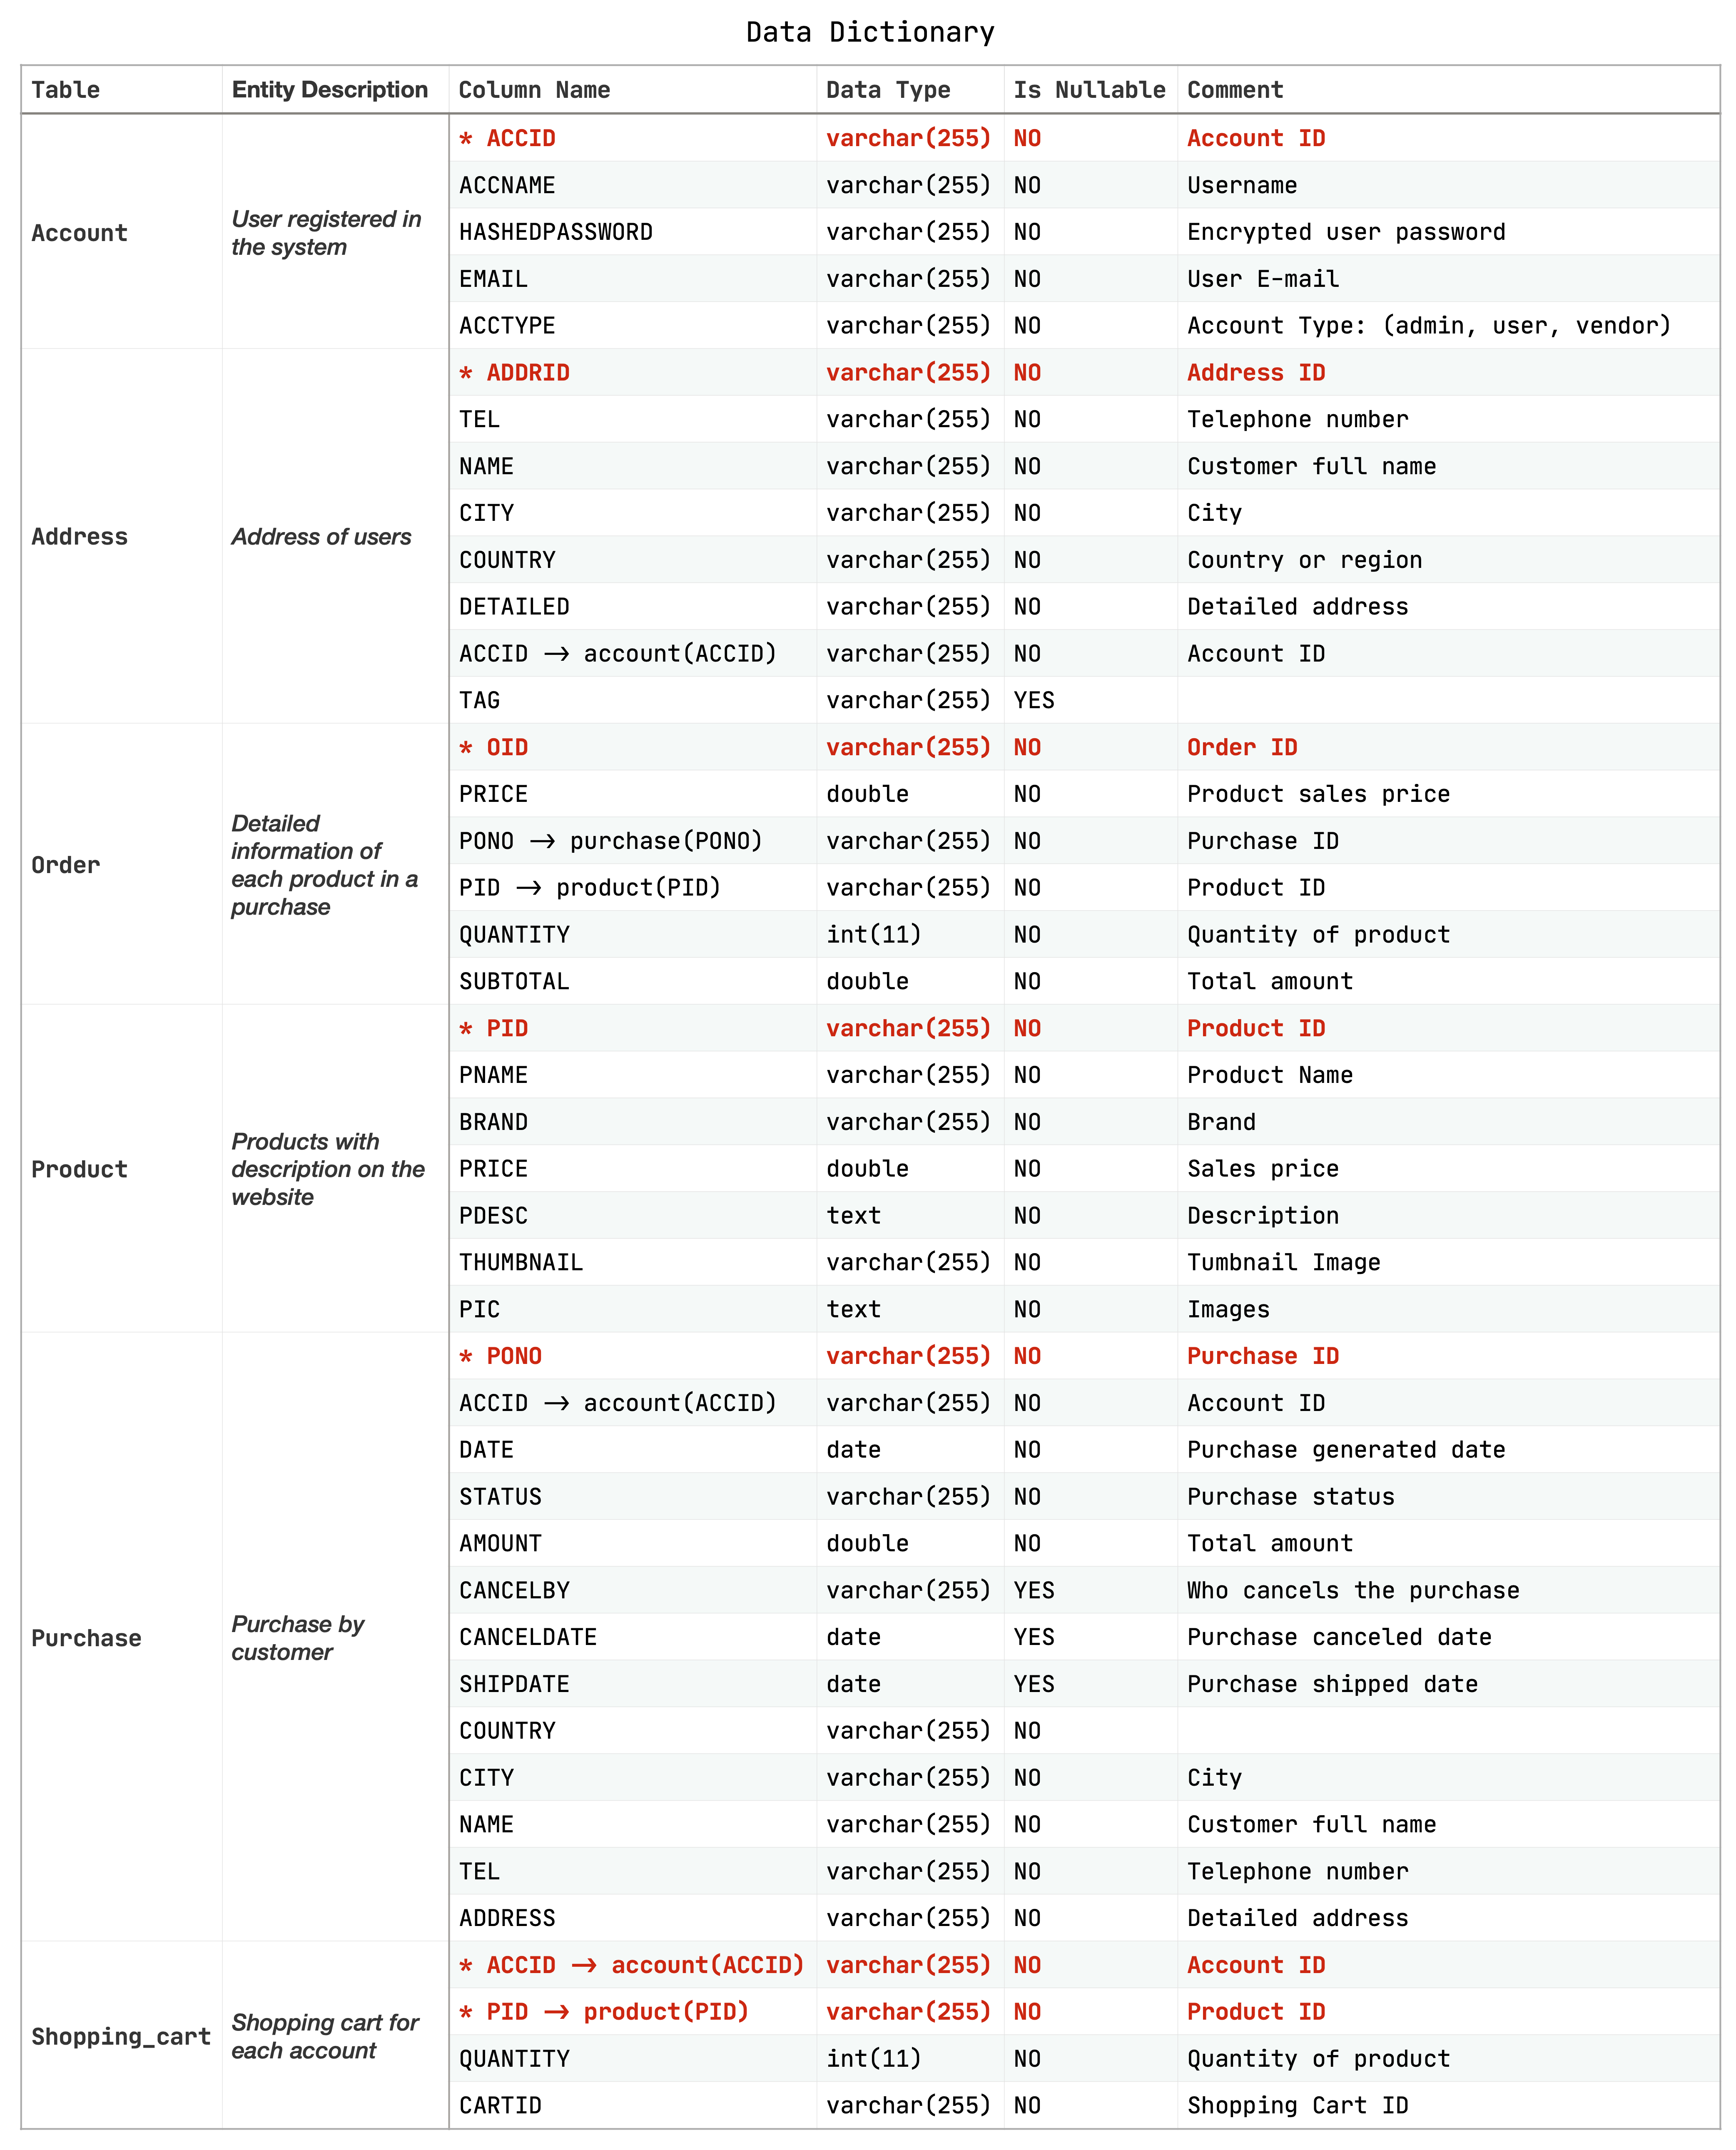 Data Dictionary
Table Entity Description Column Name Data Type Is Nullable Comment
Account
User registered in
the system
* ACCID varchar(255) NO Account ID
ACCNAME varchar(255) NO Username
HASHEDPASSWORD varchar(255) NO Encrypted user password
EMAIL varchar(255) NO User E-mail
ACCTYPE varchar(255) NO Account Type: (admin, user, vendor)
Address
Address of users
* ADDRID varchar(255) NO Address ID
TEL varchar(255) NO Telephone number
NAME varchar(255) NO Customer full name
CITY varchar(255) NO City
COUNTRY varchar(255) NO Country or region
DETAILED varchar(255) NO Detailed address
ACCID → account(ACCID) varchar(255) NO Account ID
TAG varchar(255) YES
Order
Detailed
information of
each product in a
purchase
* OID varchar(255) NO Order ID
PRICE double NO Product sales price
PONO → purchase(PONO) varchar(255) NO Purchase ID
PID → product(PID) varchar(255) NO Product ID
QUANTITY int(11) NO Quantity of product
SUBTOTAL double NO Total amount
Product
Products with
description on the
website
* PID varchar(255) NO Product ID
PNAME varchar(255) NO Product Name
BRAND varchar(255) NO Brand
PRICE double NO Sales price
PDESC text NO Description
THUMBNAIL varchar(255) NO Tumbnail Image
PIC text NO Images
Purchase
Purchase by
customer
* PONO varchar(255) NO Purchase ID
ACCID → account(ACCID) varchar(255) NO Account ID
DATE date NO Purchase generated date
STATUS varchar(255) NO Purchase status
AMOUNT double NO Total amount
CANCELBY varchar(255) YES Who cancels the purchase
CANCELDATE date YES Purchase canceled date
SHIPDATE date YES Purchase shipped date
COUNTRY varchar(255) NO
CITY varchar(255) NO City
NAME varchar(255) NO Customer full name
TEL varchar(255) NO Telephone number
ADDRESS varchar(255) NO Detailed address
Shopping_cart
Shopping cart for
each account
* ACCID → account(ACCID) varchar(255) NO Account ID
* PID → product(PID) varchar(255) NO Product ID
QUANTITY int(11) NO Quantity of product
CARTID varchar(255) NO Shopping Cart ID